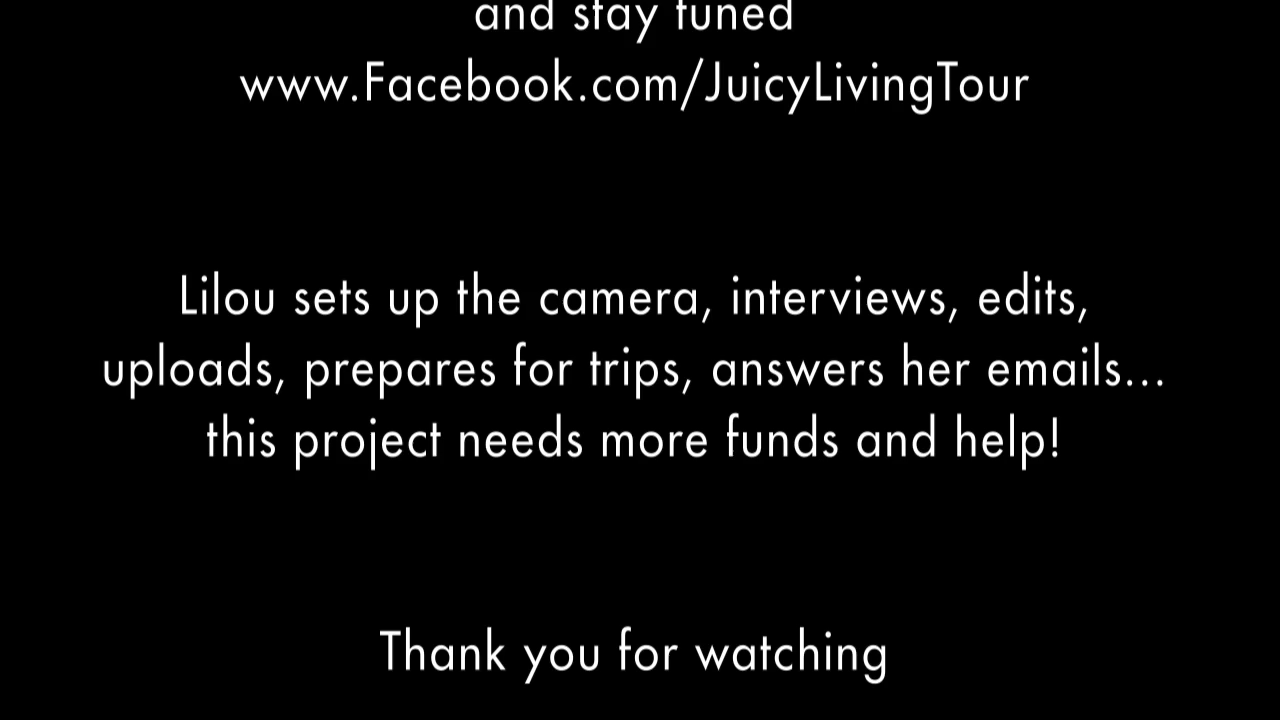 and stay tuned
www.Facebook.com/JuicyLivingTour
Lilou sets up the camera, interviews, edits,
uploads, prepares for trips, answers her emails...
this project needs more funds and help!
Thank you for watching